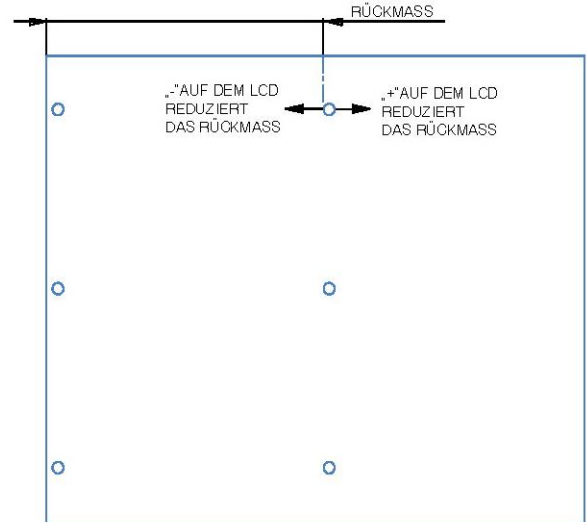 RÜCKMASS
„-"AUF DEM LCD
REDUZIERT
DAS RÜCKMASS
„+"AUF DEM LCD
REDUZIERT
DAS RÜCKMASS